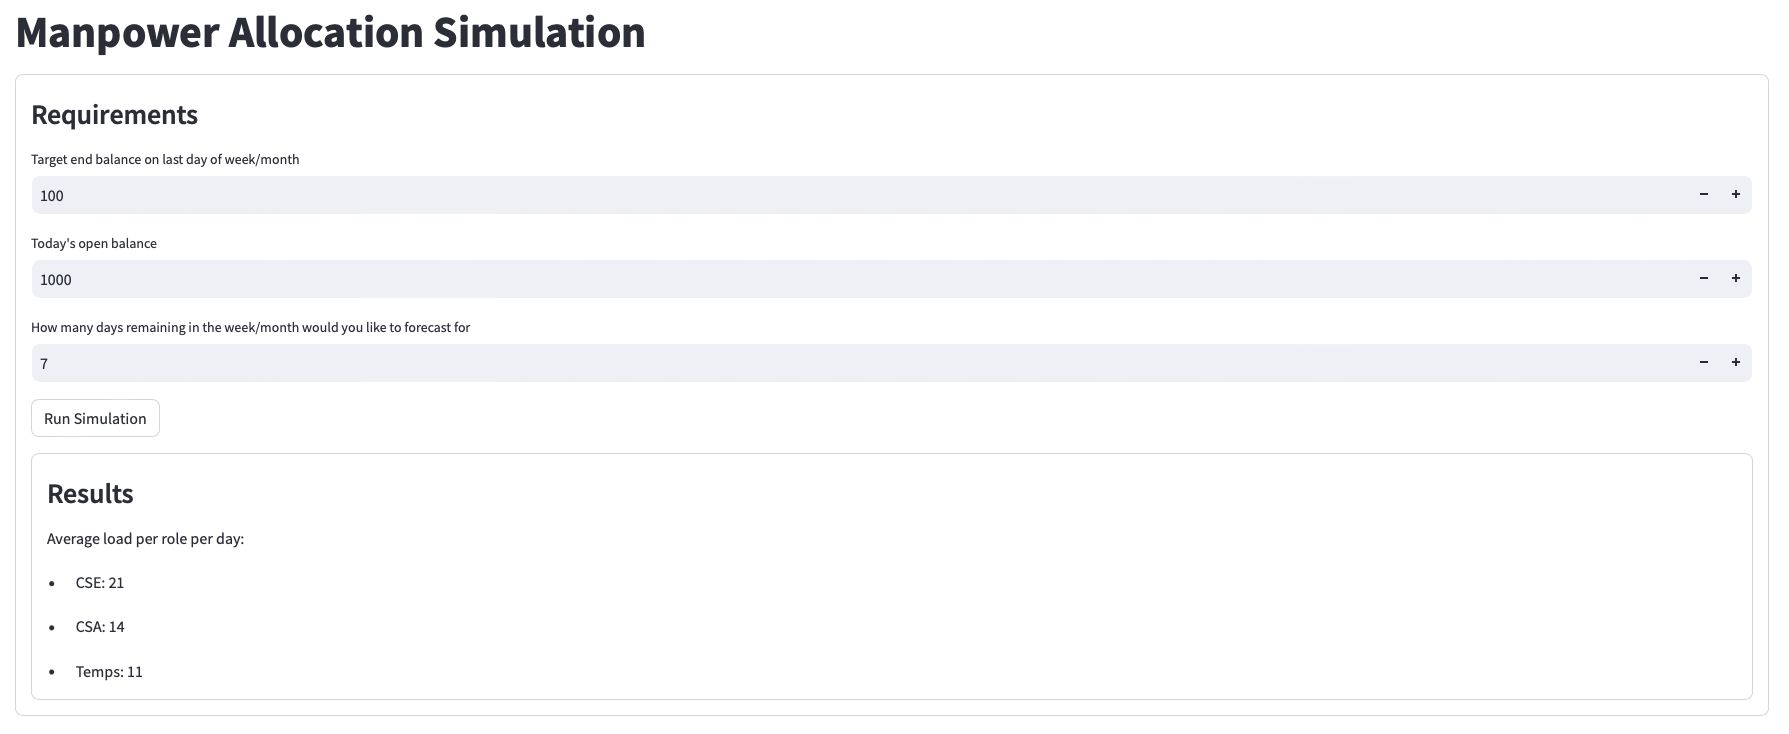 Manpower Allocation Simulation
Requirements
Target end balance on last day of week/month
100
Today's open balance
1000
How many days remaining in the week/month would you like to forecast for
7
Run Simulation
Results
Average load per role per day:
• CSE: 21
• CSA: 14
• Temps: 11